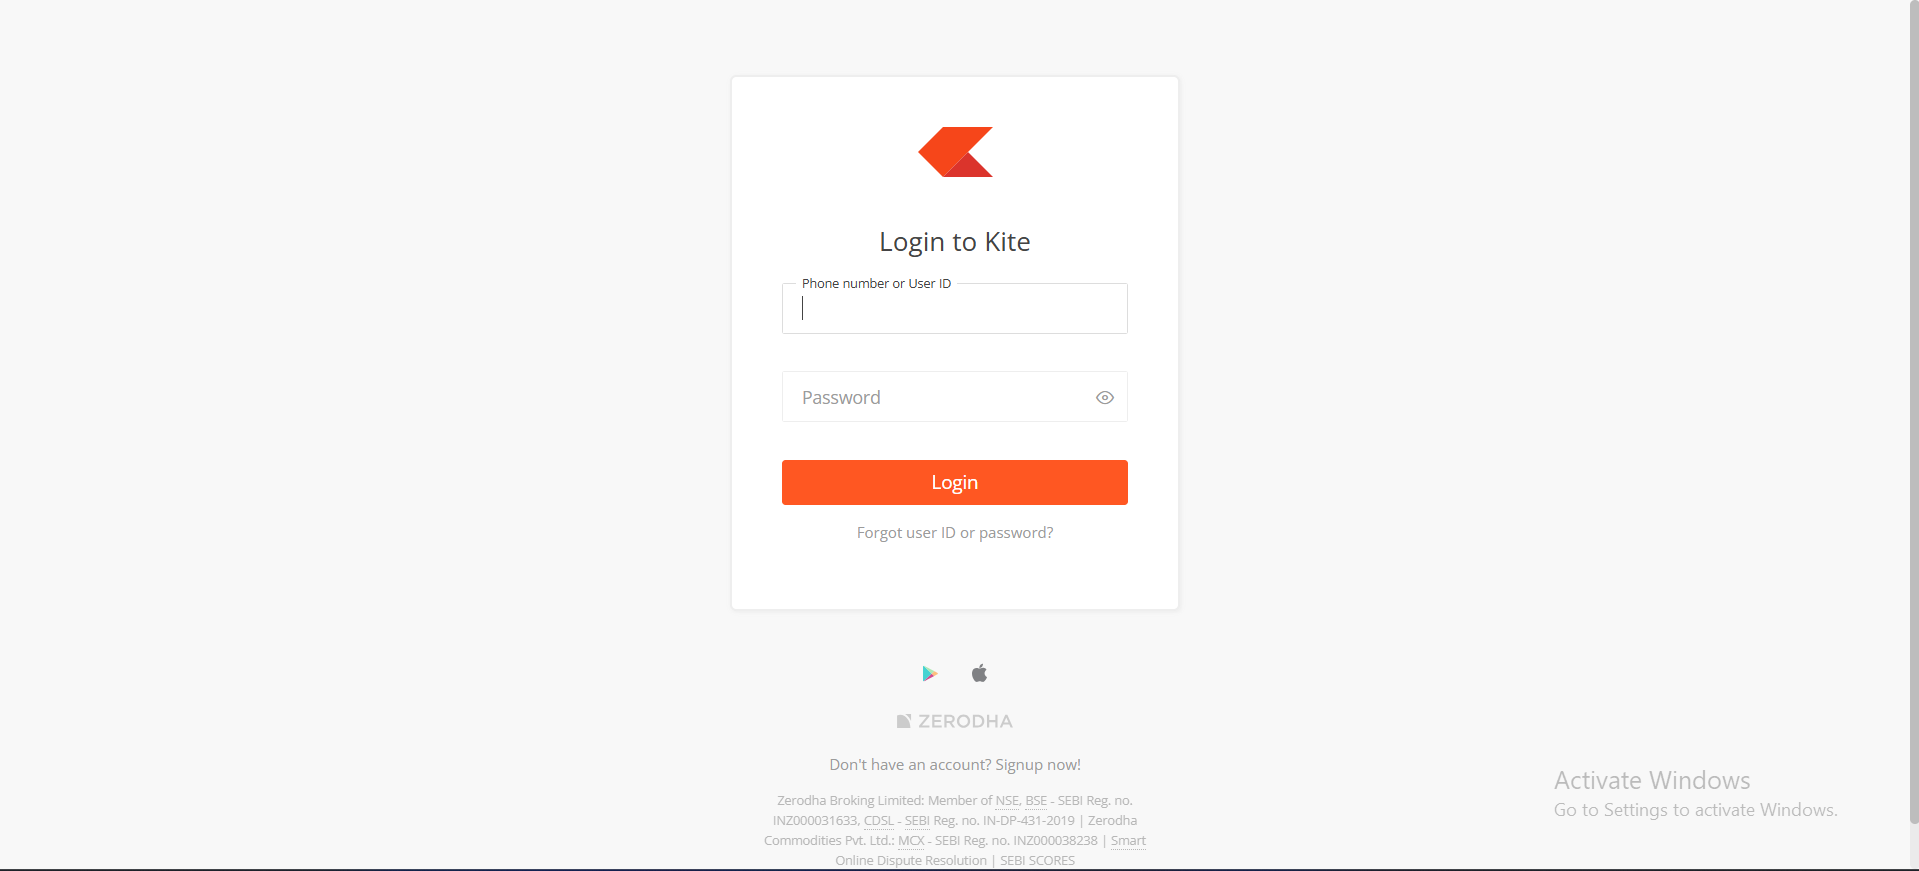 Login to Kite
Phone number or User ID
Password
Login
Forgot user ID or password?
ZERODHA
Don't have an account? Signup now!
Zerodha Broking Limited: Member of NSE, BSE - SEBI Reg. no.
INZ000031633, CDSL - SEBI Reg. no. IN-DP-431-2019 | Zerodha
Commodities Pvt. Ltd.: MCX - SEBI Reg. no. INZ000038238 | Smart
Online Dispute Resolution | SEBI SCORES
Activate Windows
Go to Settings to activate Windows.